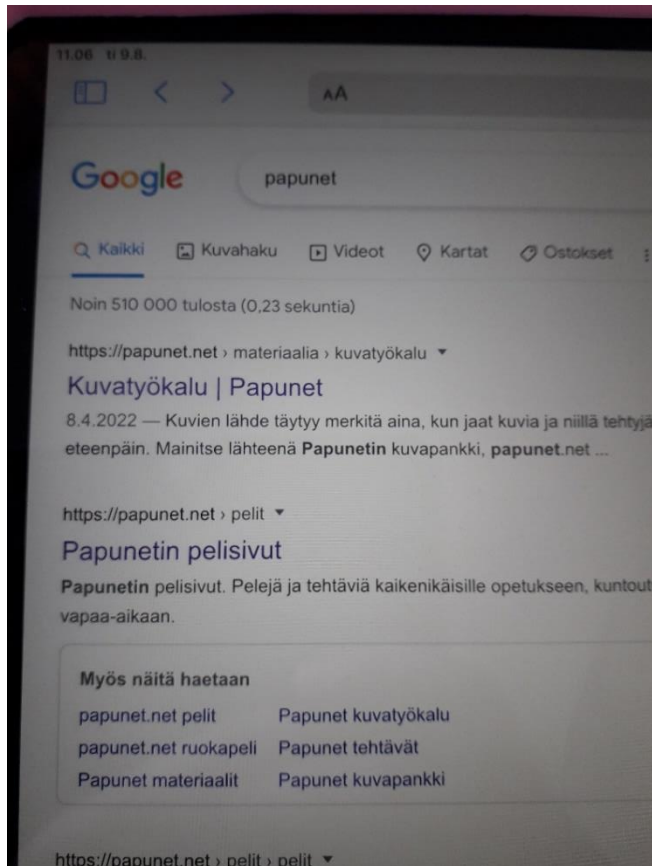 11.06 ti 9.8.
AA
Google papunet
Kaikki Kuvahaku Videot Kartat Ostokset
Noin 510 000 tulosta (0,23 sekuntia)
https://papunet.net › materiaalia › kuvatyökalu
Kuvatyökalu | Papunet
8.4.2022 — Kuvien lähde täytyy merkitä aina, kun jaat kuvia ja niillä tehtyjä
eteenpäin. Mainitse lähteenä Papunetin kuvapankki, papunet.net ...
https://papunet.net › pelit
Papunetin pelisivut
Papunetin pelisivut. Pelejä ja tehtäviä kaikenikäisille opetukseen, kuntout
vapaa-aikaan.
Myös näitä haetaan
papunet.net pelit Papunet kuvatyökalu
papunet.net ruokapeli Papunet tehtävät
Papunet materiaalit Papunet kuvapankki
https://papunet.net › pelit › pelit